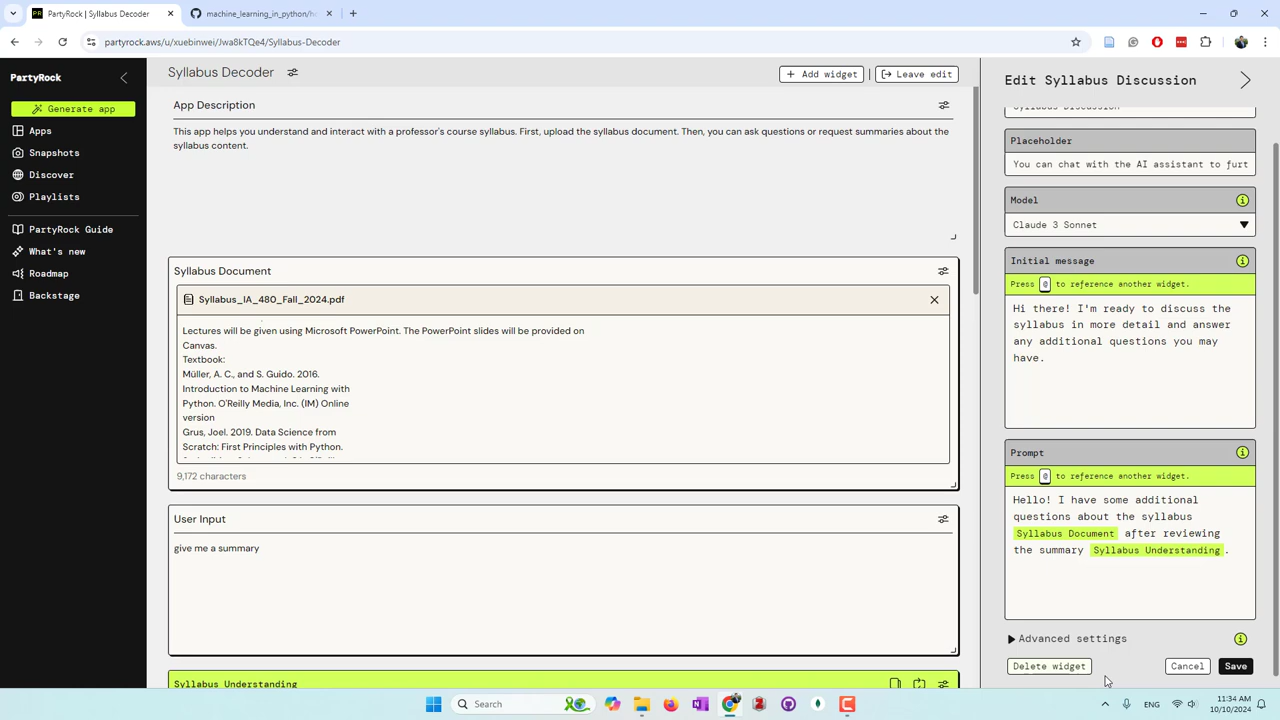 PartyRock | Syllabus Decoder
machine_learning_in_python/ho
partyrock.aws/u/xuebinwei/Jwa8kTQe4/Syllabus-Decoder
PartyRock
Generate app
Apps
Snapshots
Discover
Playlists
PartyRock Guide
What's new
Roadmap
Backstage
Syllabus Decoder
Add widget
Leave edit
App Description
This app helps you understand and interact with a professor's course syllabus. First, upload the syllabus document. Then, you can ask questions or request summaries about the
syllabus content.
Syllabus Document
Syllabus_IA_480_Fall_2024.pdf
Lectures will be given using Microsoft PowerPoint. The PowerPoint slides will be provided on
Canvas.
Textbook:
Müller, A. C., and S. Guido. 2016.
Introduction to Machine Learning with
Python. O'Reilly Media, Inc. (IM) Online
version
Grus, Joel. 2019. Data Science from
Scratch: First Principles with Python.
9,172 characters
User Input
give me a summary
Syllabus Understanding
Edit Syllabus Discussion
Syllabus Discussion
Placeholder
You can chat with the AI assistant to furt
Model
Claude 3 Sonnet
Initial message
Press @ to reference another widget.
Hi there! I'm ready to discuss the
syllabus in more detail and answer
any additional questions you may
have.
Prompt
Press @ to reference another widget.
Hello! I have some additional
questions about the syllabus
Syllabus Document after reviewing
the summary Syllabus Understanding .
Advanced settings
Delete widget
Cancel
Save
Search
ENG
11:34 AM
10/10/2024